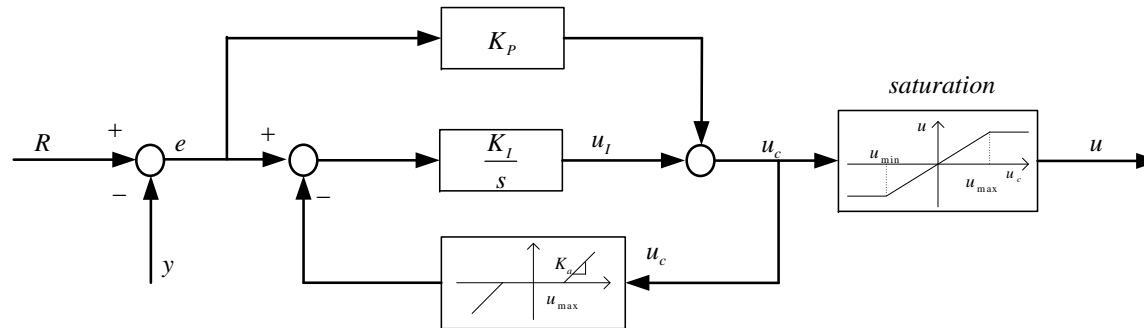 K_P
saturation
R
+
e
+
K_I
s
u_I
u_c
u
u_min
u_max
u_c
u
−
−
y
K_a
u_max
u_c